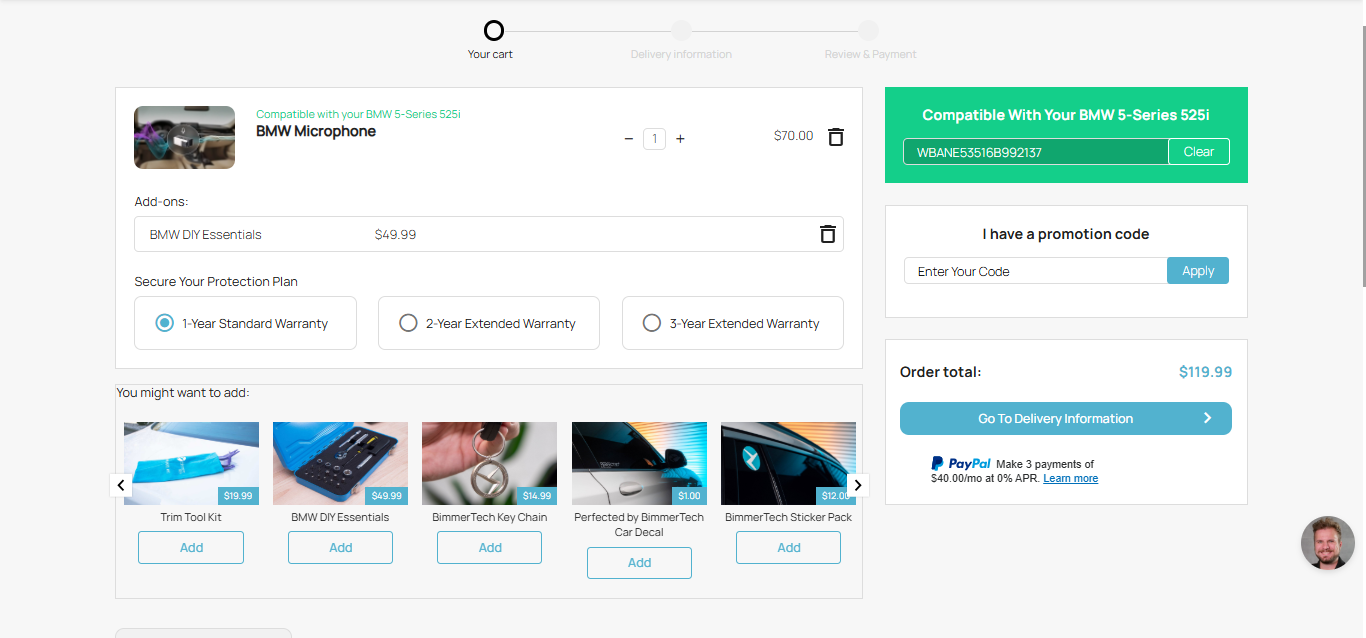 Your cart
Delivery information
Review & Payment
Compatible with your BMW 5-Series 525i
BMW Microphone
− 1 +
$70.00
Add-ons:
BMW DIY Essentials $49.99
Secure Your Protection Plan
1-Year Standard Warranty
2-Year Extended Warranty
3-Year Extended Warranty
You might want to add:
$19.99
Trim Tool Kit
Add
$49.99
BMW DIY Essentials
Add
$14.99
BimmerTech Key Chain
Add
$1.00
Perfected by BimmerTech
Car Decal
Add
$12.00
BimmerTech Sticker Pack
Add
Compatible With Your BMW 5-Series 525i
WBANE53516B992137
Clear
I have a promotion code
Enter Your Code
Apply
Order total: $119.99
Go To Delivery Information
PayPal Make 3 payments of
$40.00/mo at 0% APR. Learn more